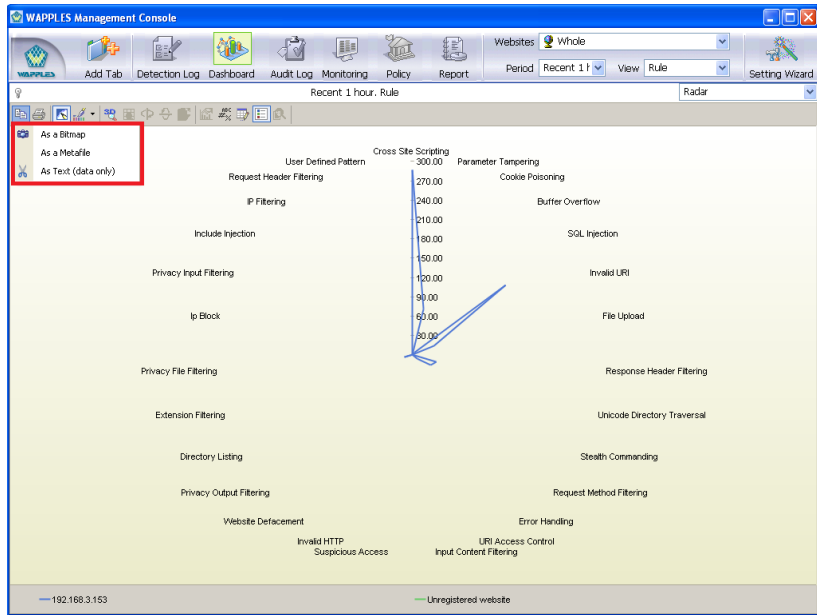 WAPPLES Management Console
WAPPLES
Add Tab
Detection Log
Dashboard
Audit Log
Monitoring
Policy
Report
Websites Whole
Period Recent 1 View Rule
Setting Wizard
Recent 1 hour. Rule
Radar
3D
ABC
As a Bitmap
As a Metafile
As Text (data only)
Cross Site Scripting
User Defined Pattern 300.00 Parameter Tampering
Request Header Filtering 270.00 Cookie Poisoning
IP Filtering 240.00 Buffer Overflow
210.00
Include Injection 180.00 SQL Injection
150.00
Privacy Input Filtering 120.00 Invalid URI
90.00
Ip Block 60.00 File Upload
30.00
Privacy File Filtering Response Header Filtering
Extension Filtering Unicode Directory Traversal
Directory Listing Stealth Commanding
Privacy Output Filtering Request Method Filtering
Website Defacement Error Handling
Invalid HTTP URI Access Control
Suspicious Access Input Content Filtering
192.168.3.153 Unregistered website